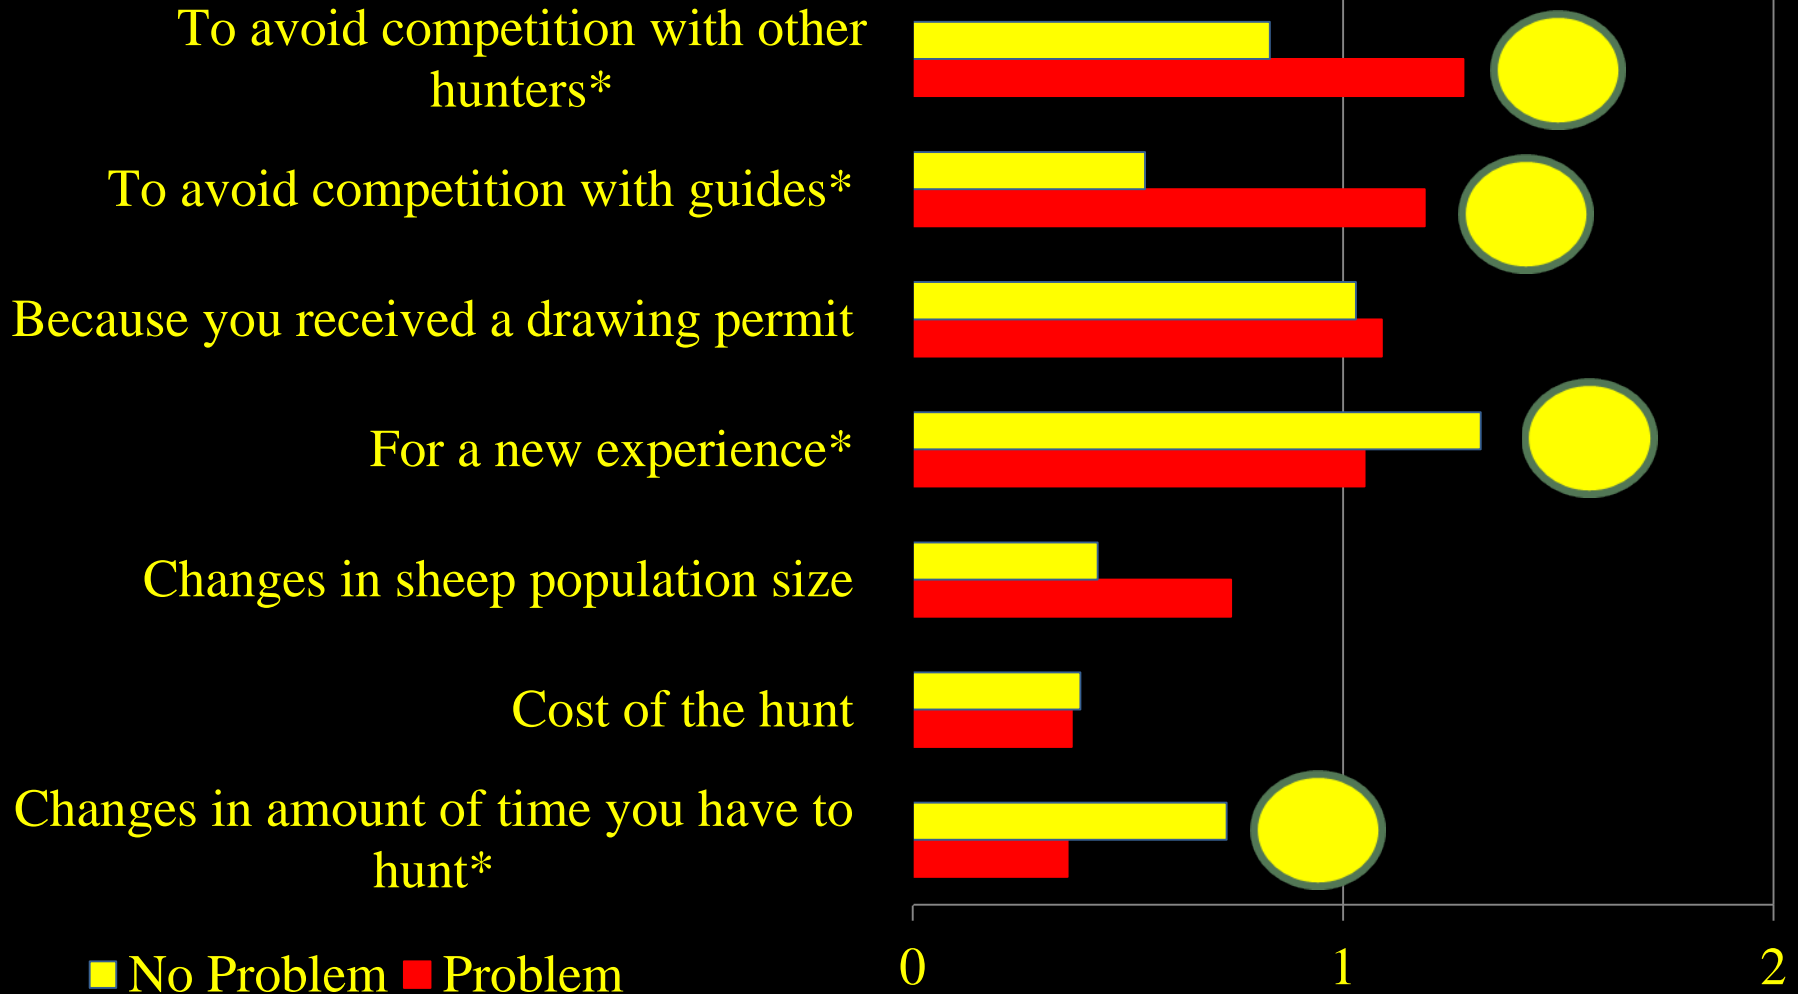 To avoid competition with other
hunters*
To avoid competition with guides*
Because you received a drawing permit
For a new experience*
Changes in sheep population size
Cost of the hunt
Changes in amount of time you have to
hunt*
0 1 2
No Problem Problem